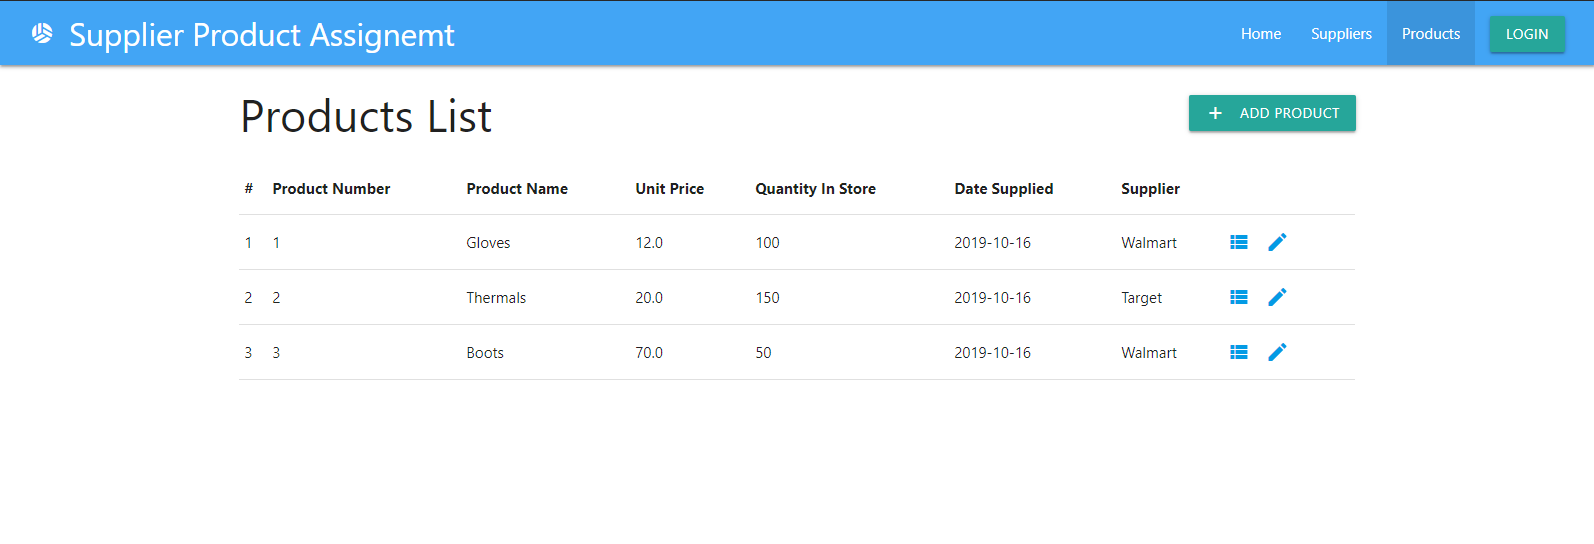 Supplier Product Assignemt Home Suppliers Products LOGIN
Products List + ADD PRODUCT
# Product Number Product Name Unit Price Quantity In Store Date Supplied Supplier
1 1 Gloves 12.0 100 2019-10-16 Walmart
2 2 Thermals 20.0 150 2019-10-16 Target
3 3 Boots 70.0 50 2019-10-16 Walmart